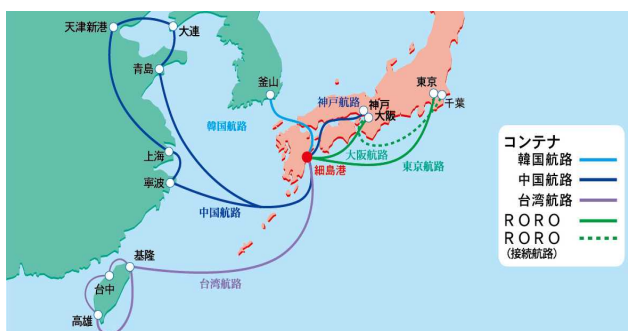 天津新港
大連
青島
釜山
神戸航路
神戸
大阪
東京
千葉
韓国航路
大阪航路
東京航路
細島港
上海
寧波
中国航路
基隆
台湾航路
台中
高雄
コンテナ
韓国航路
中国航路
台湾航路
RORO
RORO
(接続航路)